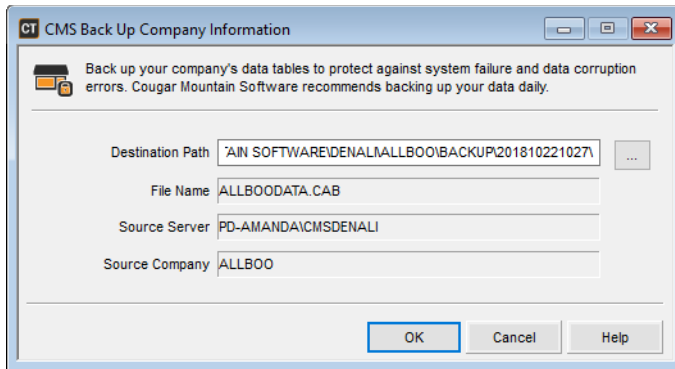 CT CMS Back Up Company Information
Back up your company's data tables to protect against system failure and data corruption
errors. Cougar Mountain Software recommends backing up your data daily.
Destination Path AIN SOFTWARE\DENALI\ALLBOO\BACKUP\201810221027\ ...
File Name ALLBOODATA.CAB
Source Server PD-AMANDA\CMSDENALI
Source Company ALLBOO
OK Cancel Help